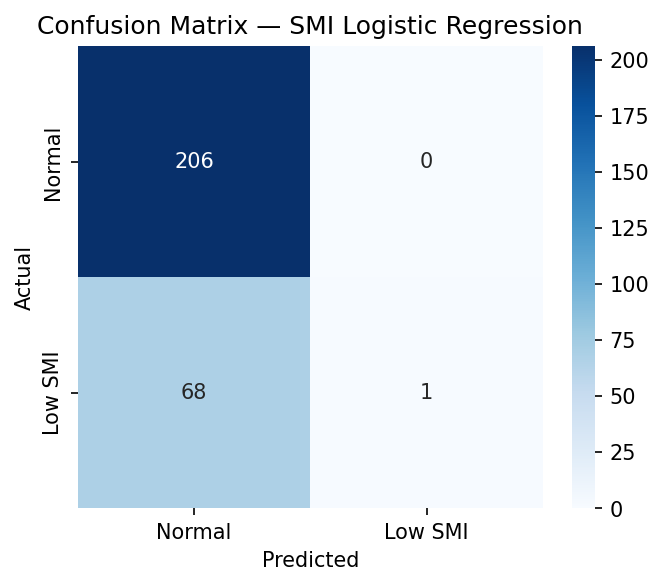 Confusion Matrix — SMI Logistic Regression
Actual
Normal
Low SMI
206
0
68
1
Normal
Low SMI
Predicted
200
175
150
125
100
75
50
25
0